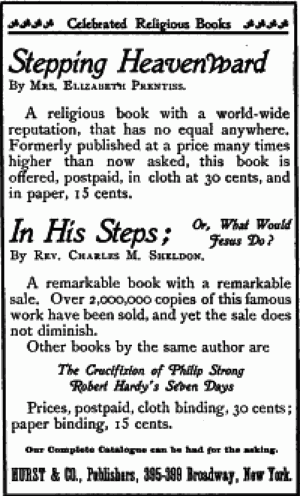 Celebrated Religious Books
Stepping Heavenward
By Mrs. Elizabeth Prentiss.
A religious book with a world-wide
reputation, that has no equal anywhere.
Formerly published at a price many times
higher than now asked, this book is
offered, postpaid, in cloth at 30 cents, and
in paper, 15 cents.
In His Steps; Or, What Would
Jesus Do?
By Rev. Charles M. Sheldon.
A remarkable book with a remarkable
sale. Over 2,000,000 copies of this famous
work have been sold, and yet the sale does
not diminish.
Other books by the same author are
The Crucifixion of Philip Strong
Robert Hardy's Seven Days
Prices, postpaid, cloth binding, 30 cents;
paper binding, 15 cents.
Our Complete Catalogue can be had for the asking.
HURST & CO., Publishers, 395-399 Broadway, New York.